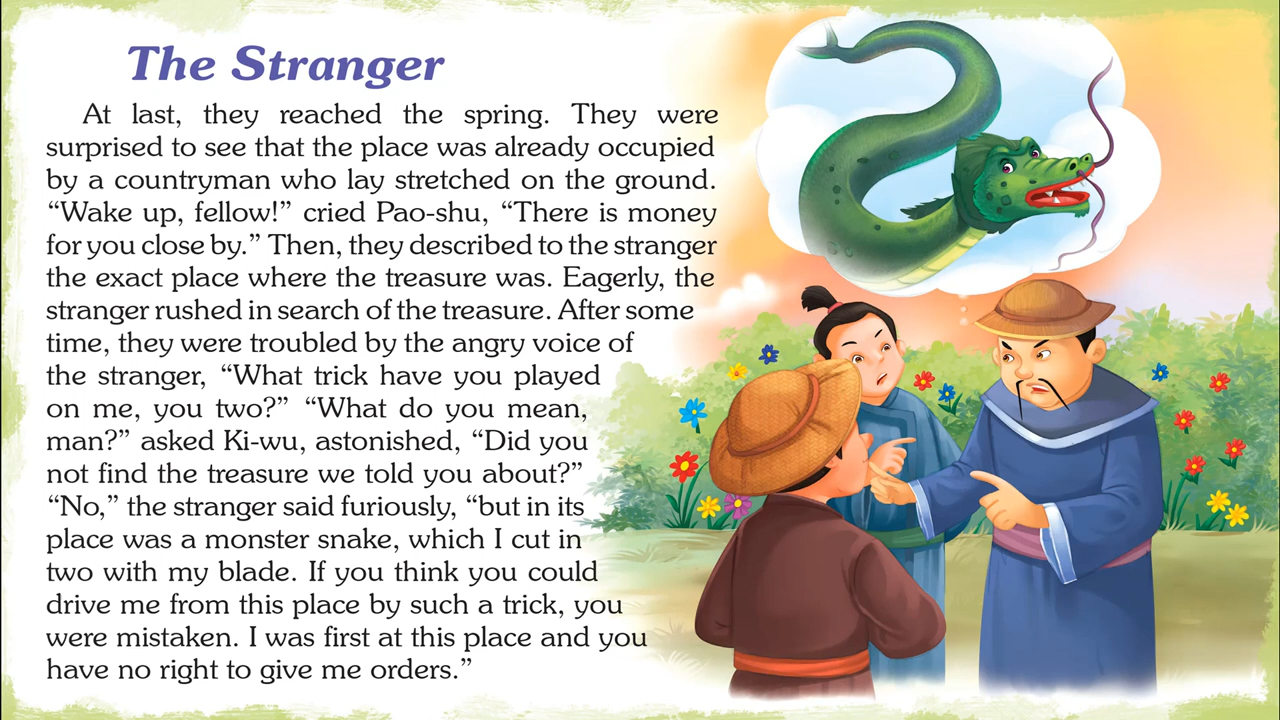 The Stranger
At last, they reached the spring. They were
surprised to see that the place was already occupied
by a countryman who lay stretched on the ground.
“Wake up, fellow!” cried Pao-shu, “There is money
for you close by.” Then, they described to the stranger
the exact place where the treasure was. Eagerly, the
stranger rushed in search of the treasure. After some
time, they were troubled by the angry voice of
the stranger, “What trick have you played
on me, you two?” “What do you mean,
man?” asked Ki-wu, astonished, “Did you
not find the treasure we told you about?”
“No,” the stranger said furiously, “but in its
place was a monster snake, which I cut in
two with my blade. If you think you could
drive me from this place by such a trick, you
were mistaken. I was first at this place and you
have no right to give me orders.”